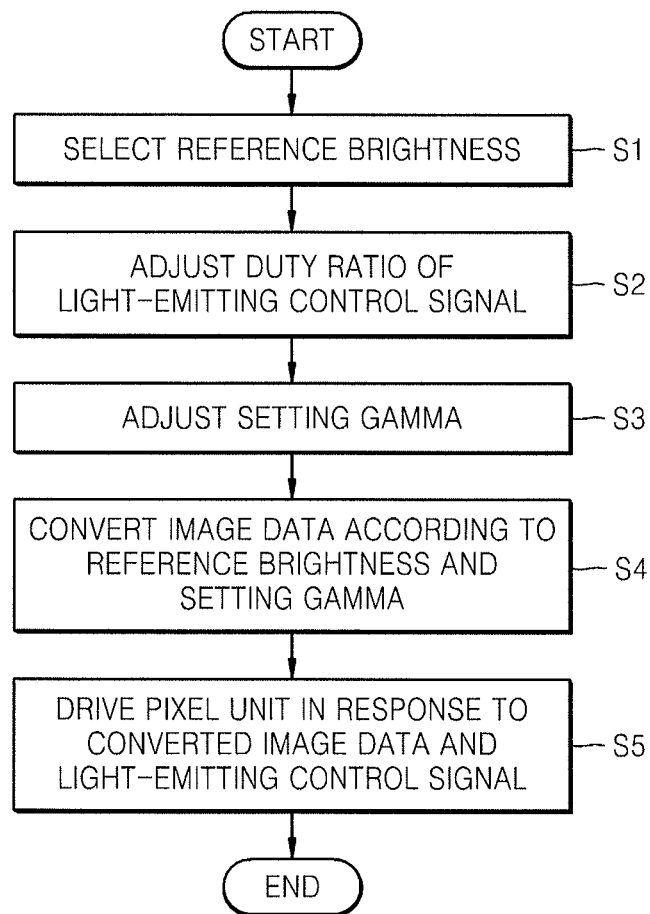 START
SELECT REFERENCE BRIGHTNESS
S1
ADJUST DUTY RATIO OF
LIGHT-EMITTING CONTROL SIGNAL
S2
ADJUST SETTING GAMMA
S3
CONVERT IMAGE DATA ACCORDING TO
REFERENCE BRIGHTNESS AND
SETTING GAMMA
S4
DRIVE PIXEL UNIT IN RESPONSE TO
CONVERTED IMAGE DATA AND
LIGHT-EMITTING CONTROL SIGNAL
S5
END